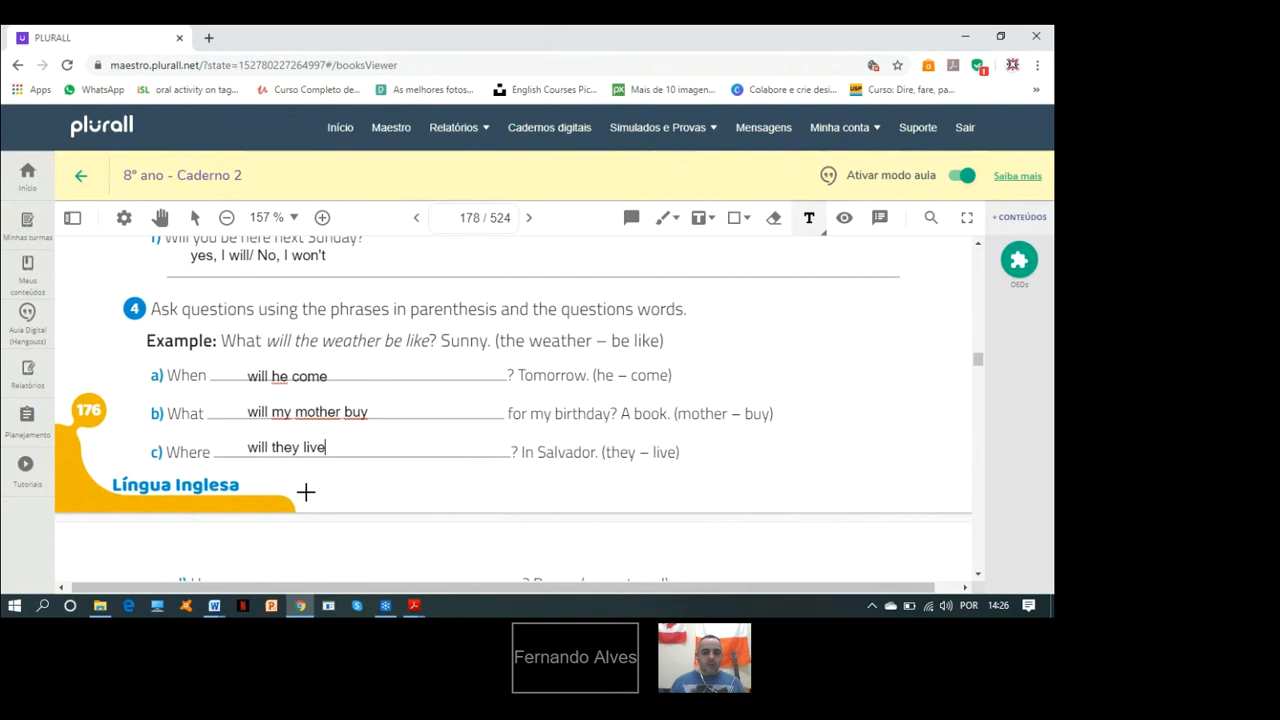 PLURALL
maestro.plurall.net/?state=152780227264997#/booksViewer
1
Apps WhatsApp oral activity on tag... Curso Completo de... As melhores fotos... English Courses Pic... Mais de 10 imagen... Colabore e crie desi... Curso: Dire, fare, pa...
plurall Início Maestro Relatórios Cadernos digitais Simulados e Provas Mensagens Minha conta Suporte Sair
8º ano - Caderno 2 Ativar modo aula Saiba mais
Início
Minhas turmas
Meus conteúdos
Aula Digital (Hangouts)
Relatórios
Planejamento
Tutoriais
157 % 178 / 524 T + CONTEÚDOS
OEDs
f) Will you be here next Sunday?
yes, I will/ No, I won't
4 Ask questions using the phrases in parenthesis and the questions words.
Example: What will the weather be like? Sunny. (the weather – be like)
a) When will he come ? Tomorrow. (he – come)
b) What will my mother buy for my birthday? A book. (mother – buy)
c) Where will they live ? In Salvador. (they – live)
176
Língua Inglesa
POR 14:26
Fernando Alves